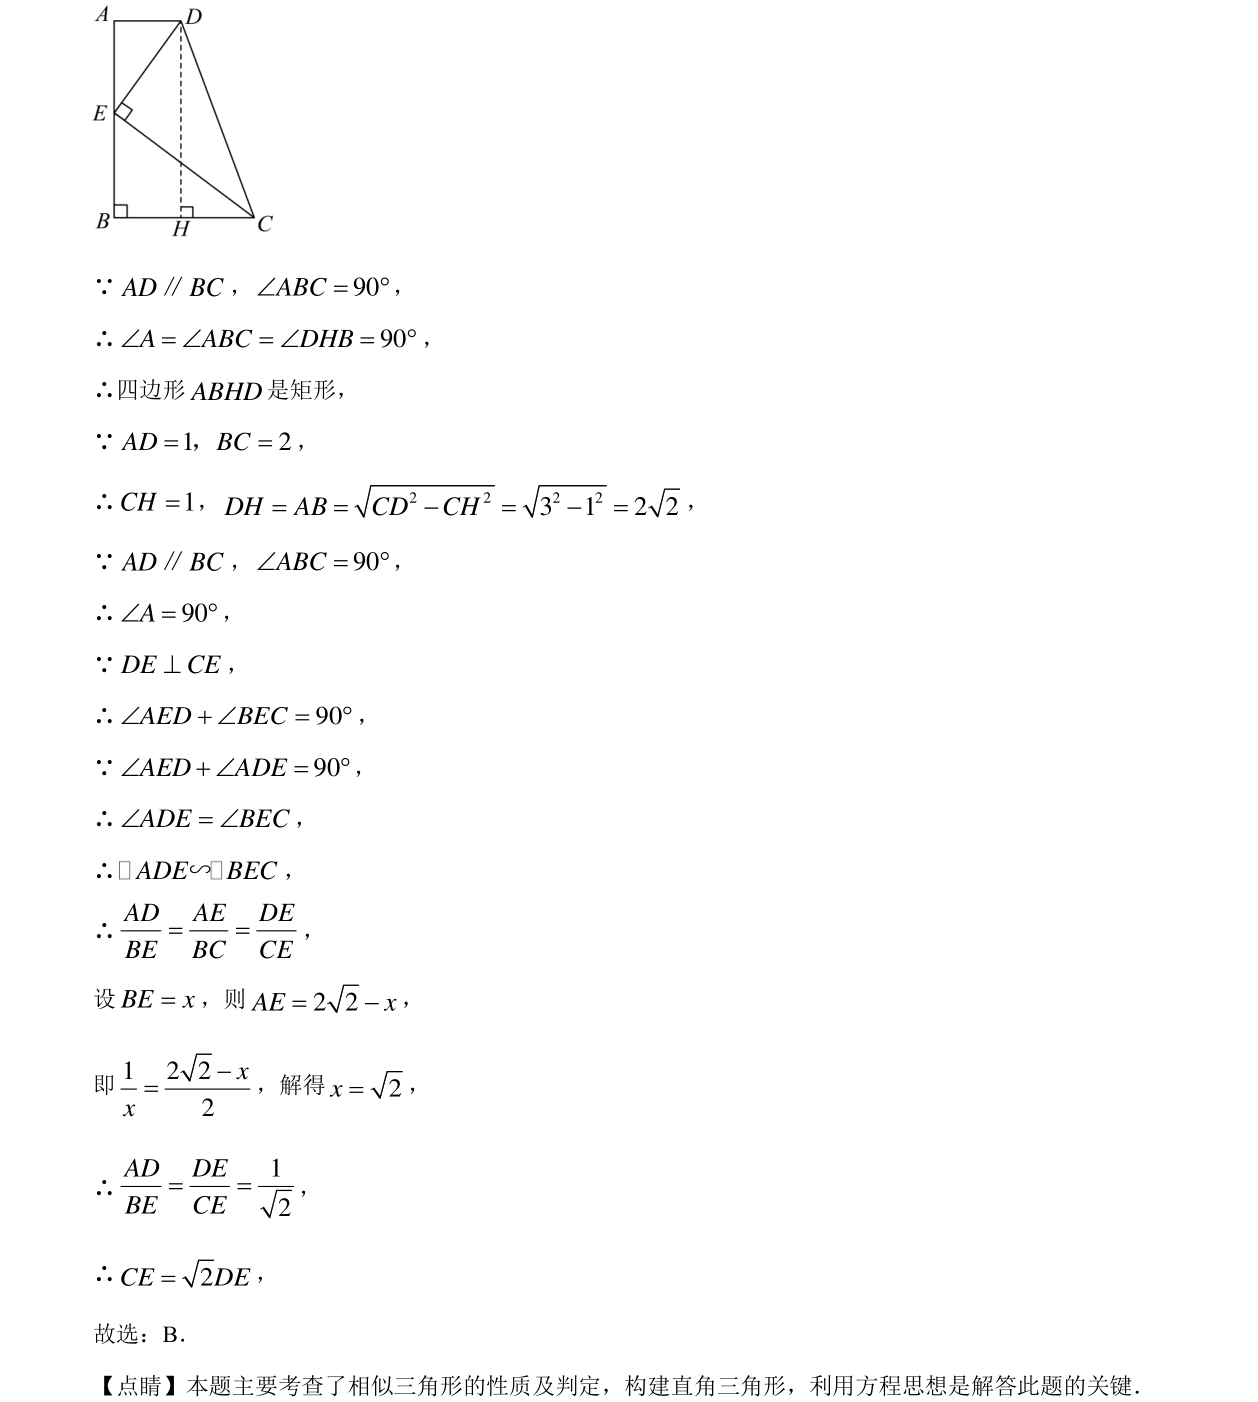 A D
E
B H C
∵ AD // BC，∠ABC = 90°，
∴ ∠A = ∠ABC = ∠DHB = 90°，
∴四边形 ABHD 是矩形，
∵ AD = 1，BC = 2，
∴ CH = 1，DH = AB = √(CD² − CH²) = √(3² − 1²) = 2√2，
∵ AD // BC，∠ABC = 90°，
∴ ∠A = 90°，
∵ DE ⊥ CE，
∴ ∠AED + ∠BEC = 90°，
∵ ∠AED + ∠ADE = 90°，
∴ ∠ADE = ∠BEC，
∴ □ ADE∽□ BEC，
∴ AD/BE = AE/BC = DE/CE，
设 BE = x，则 AE = 2√2 − x，
即 1/x = (2√2 − x)/2，解得 x = √2，
∴ AD/BE = DE/CE = 1/√2，
∴ CE = √2DE，
故选：B．
【点睛】本题主要考查了相似三角形的性质及判定，构建直角三角形，利用方程思想是解答此题的关键．